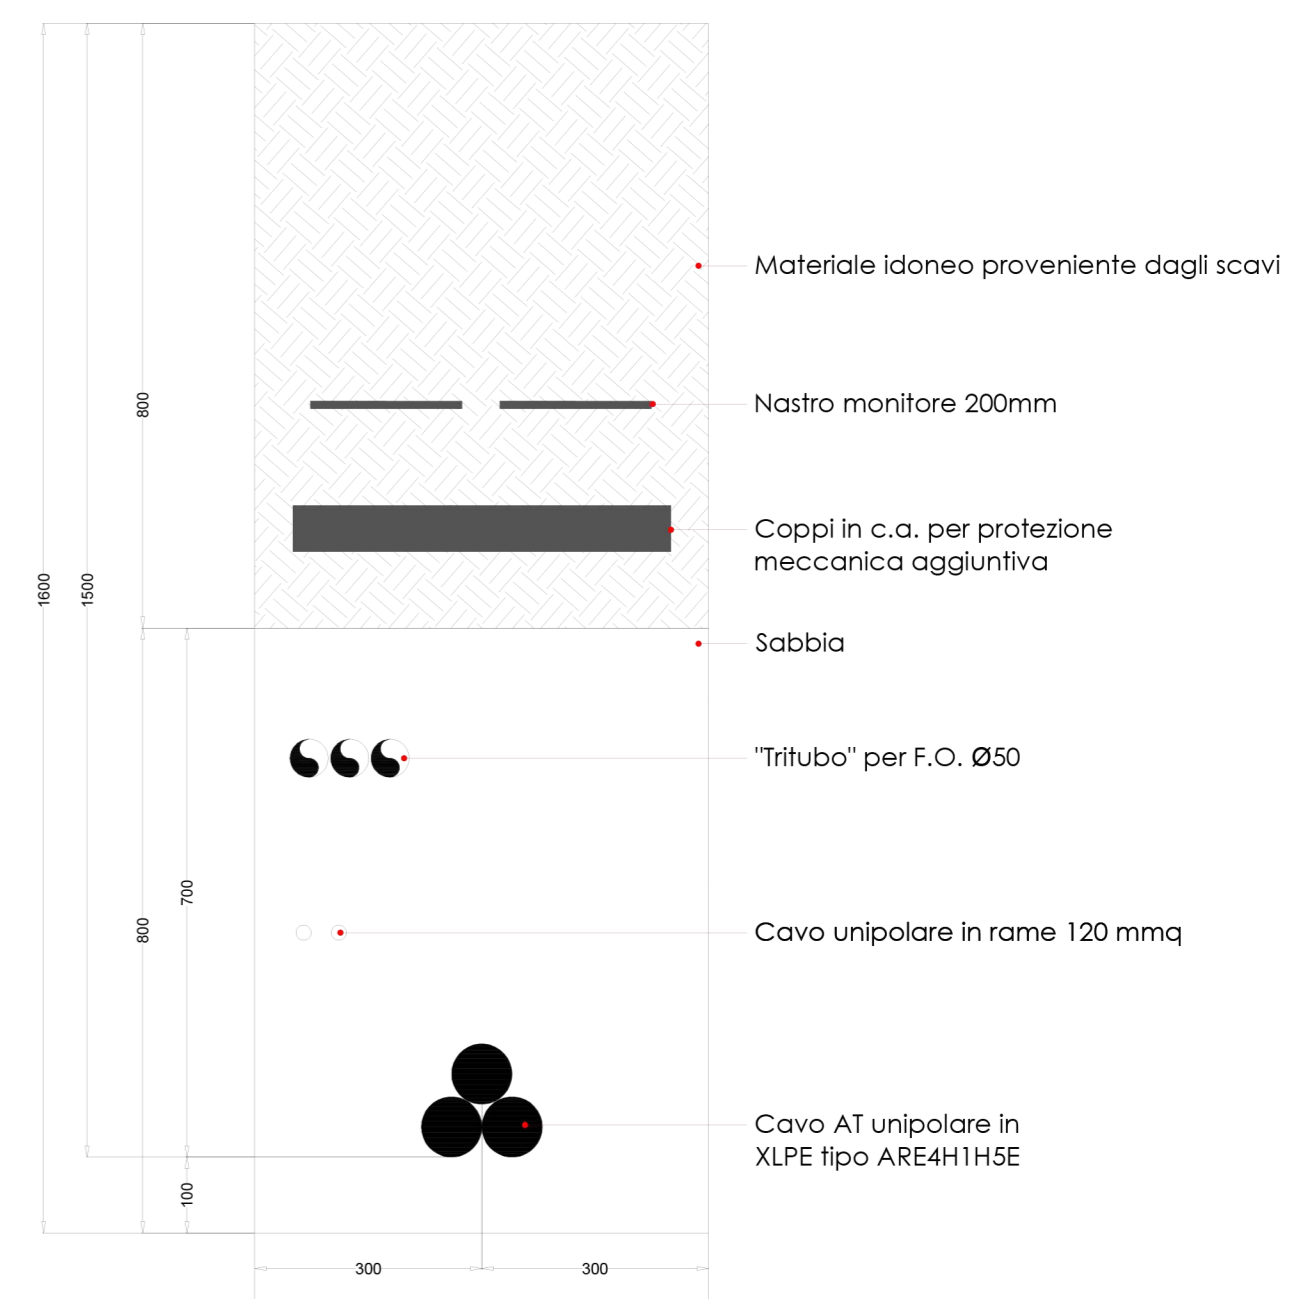 Materiale idoneo proveniente dagli scavi
Nastro monitore 200mm
800
Coppi in c.a. per protezione
meccanica aggiuntiva
1600
1500
Sabbia
"Tritubo" per F.O. Ø50
700
800
Cavo unipolare in rame 120 mmq
Cavo AT unipolare in
XLPE tipo ARE4H1H5E
100
300
300